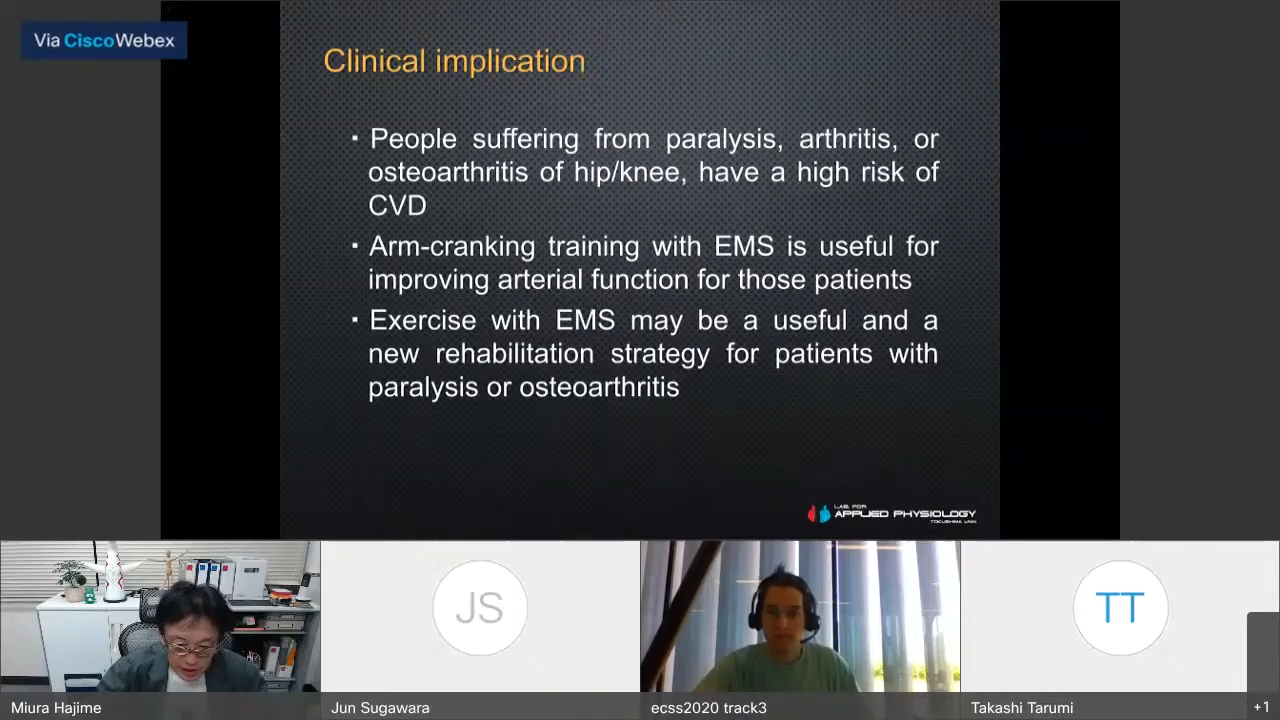 Via CiscoWebex
Clinical implication
▪ People suffering from paralysis, arthritis, or
osteoarthritis of hip/knee, have a high risk of
CVD
▪ Arm-cranking training with EMS is useful for
improving arterial function for those patients
▪ Exercise with EMS may be a useful and a
new rehabilitation strategy for patients with
paralysis or osteoarthritis
LAB. FOR
APPLIED PHYSIOLOGY
TOKUSHIMA UNIV.
JS
TT
Miura Hajime
Jun Sugawara
ecss2020 track3
Takashi Tarumi
+1